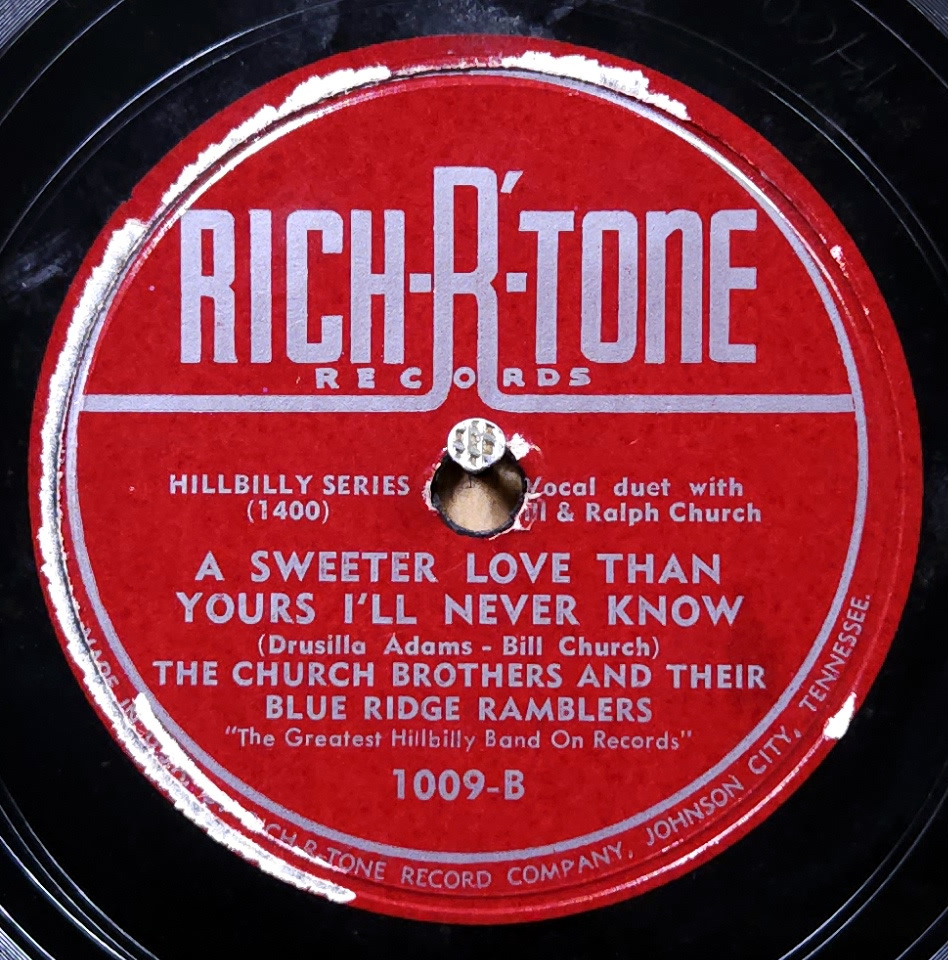 RICH-R'-TONE
RECORDS
HILLBILLY SERIES
(1400)
Vocal duet with
& Ralph Church
A SWEETER LOVE THAN
YOURS I'LL NEVER KNOW
(Drusilla Adams - Bill Church)
THE CHURCH BROTHERS AND THEIR
BLUE RIDGE RAMBLERS
"The Greatest Hillbilly Band On Records"
1009-B
MADE IN R-TONE RECORD COMPANY, JOHNSON CITY, TENNESSEE.